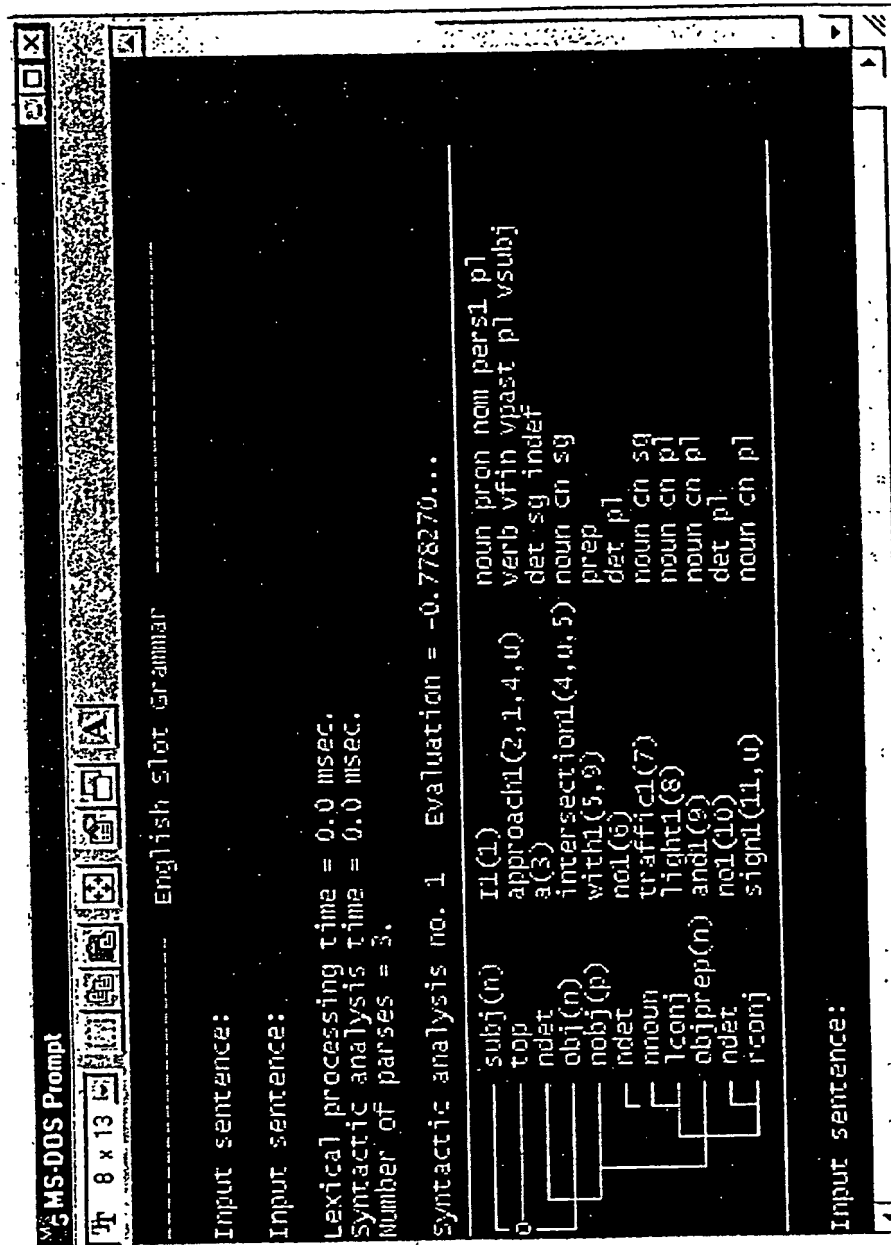 MS-DOS Prompt
Tr 8 x 13 A
English Slot Grammar
Input sentence:
Input sentence:
Lexical processing time = 0.0 msec.
Syntactic analysis time = 0.0 msec.
Number of parses = 3.
Syntactic analysis no. 1 Evaluation = -0.778270...
subj(n) I1(1) noun pron nom pers1 pl
top approach1(2,1,4,u) verb vfin vpast pl vsubj
ndet a(3) det sg indef
obj(n) intersection1(4,u,5) noun cn sg
nobj(p) with1(5,9) prep
ndet no1(6) det pl
nnoun traffic1(7) noun cn sg
lconj light1(8) noun cn pl
objprep(n) and1(9) noun cn pl
ndet no1(10) det pl
rconj sign1(11,u) noun cn pl
Input sentence: